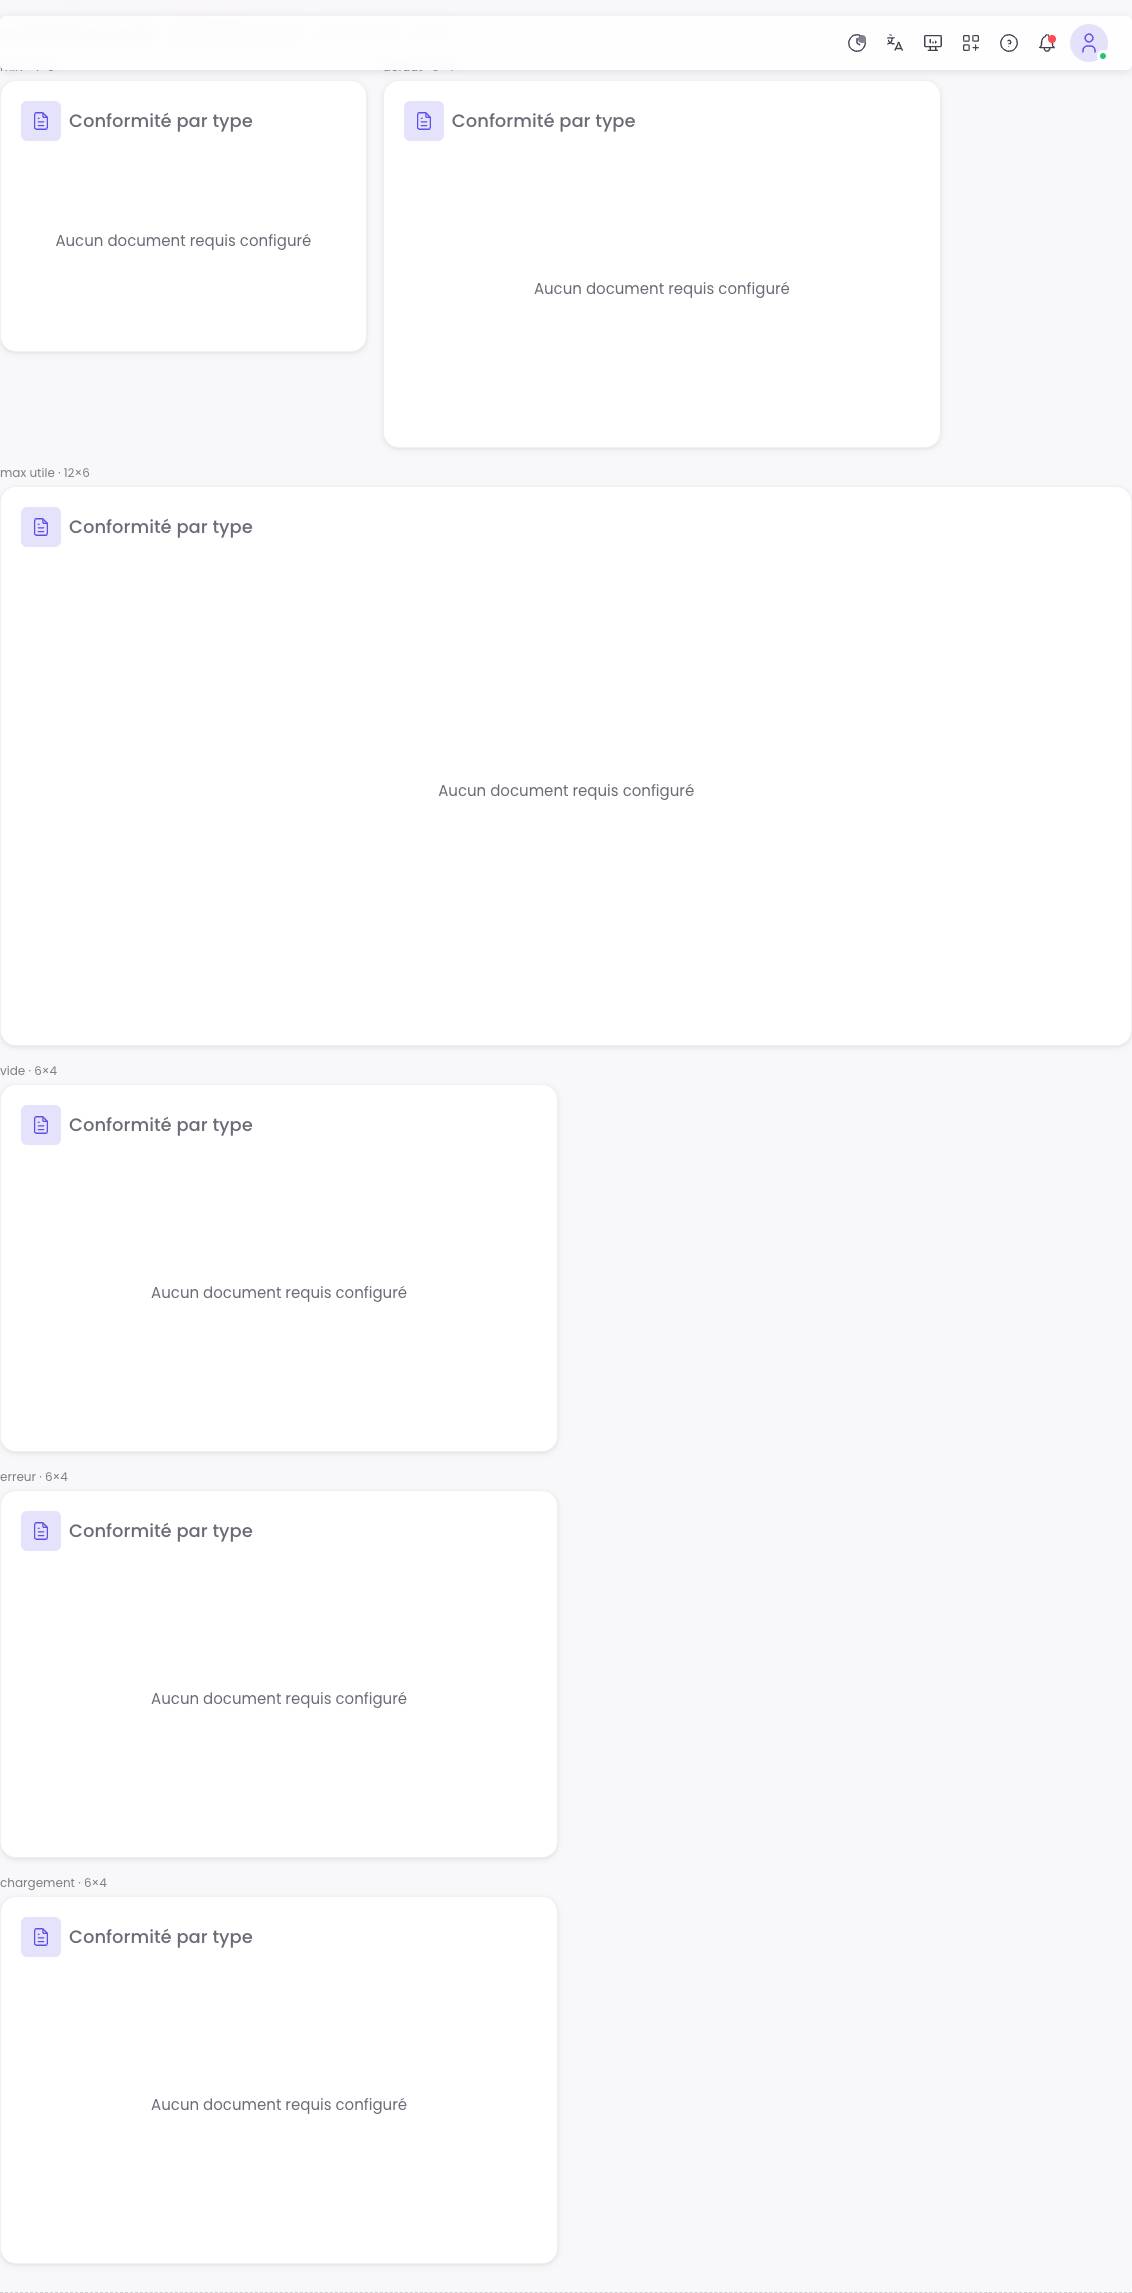 Conformité par type
Aucun document requis configuré
Conformité par type
Aucun document requis configuré
max utile · 12×6
Conformité par type
Aucun document requis configuré
vide · 6×4
Conformité par type
Aucun document requis configuré
erreur · 6×4
Conformité par type
Aucun document requis configuré
chargement · 6×4
Conformité par type
Aucun document requis configuré